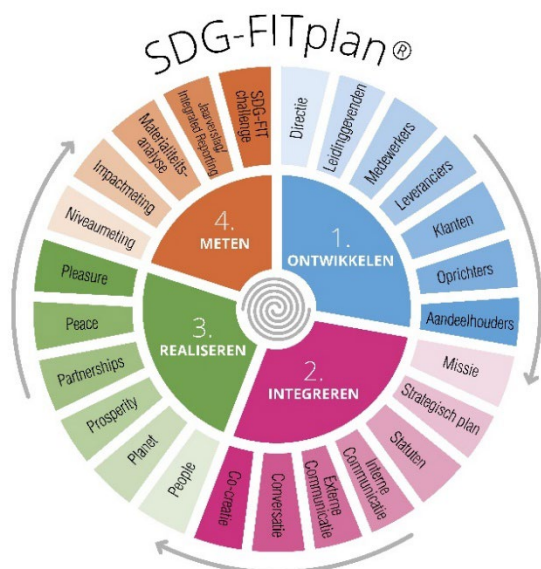 SDG-FITplan®
1.
ONTWIKKELEN
Directie
Leidinggevenden
Medewerkers
Leveranciers
Klanten
Oprichters
Aandeelhouders
2.
INTEGREREN
Missie
Strategisch plan
Statuten
Interne
Communicatie
Externe
Communicatie
Conversatie
Co-creatie
3.
REALISEREN
People
Planet
Prosperity
Partnerships
Peace
Pleasure
4.
METEN
Niveaumeting
Impactmeting
Materialiteits-
analyse
Jaarverslag/
Integrated Reporting
SDG-FIT
challenge